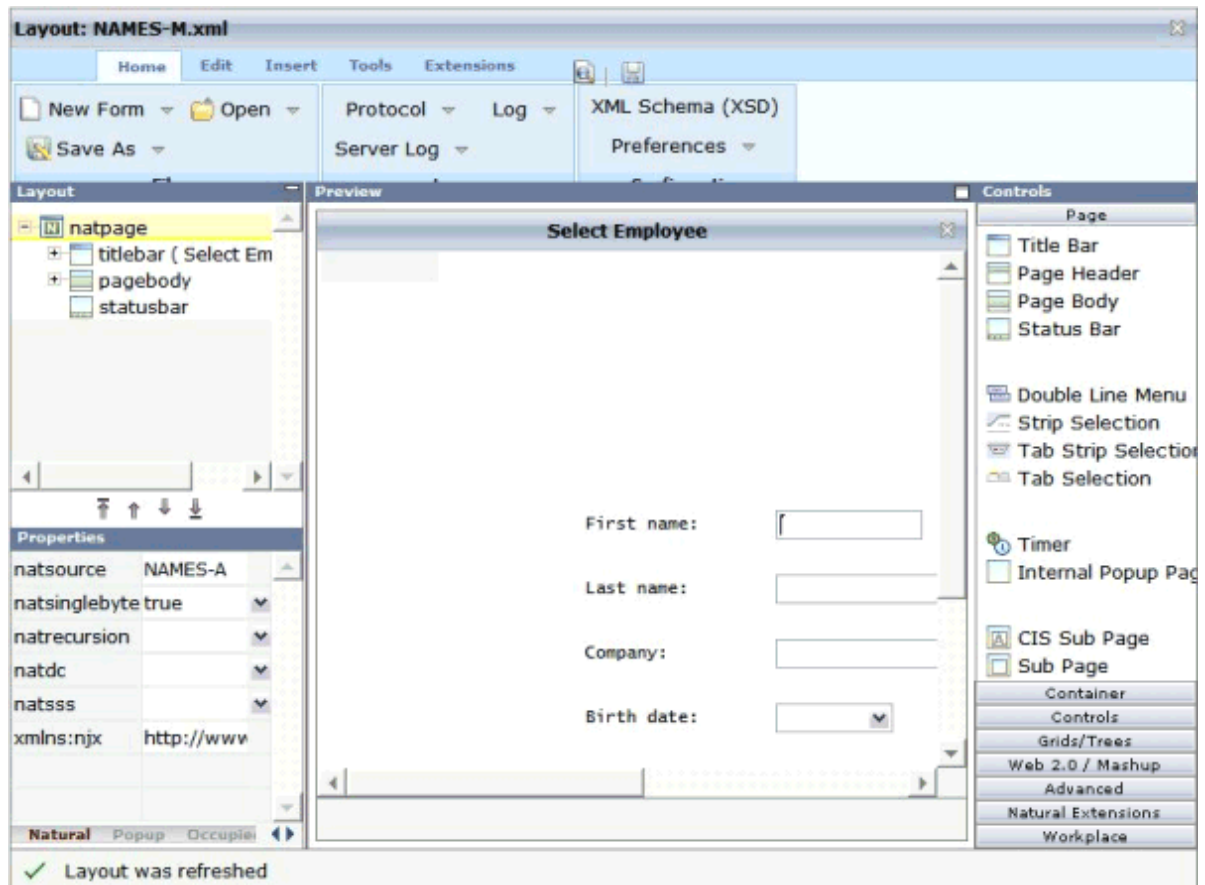 Layout: NAMES-M.xml
Home Edit Insert Tools Extensions
New Form Open Protocol Log XML Schema (XSD)
Save As Server Log Preferences
Layout
natpage
titlebar ( Select Em
pagebody
statusbar
Properties
natsource NAMES-A
natsinglebyte true
natrecursion
natdc
natsss
xmlns:njx http://www
Natural Popup Occupie
Preview
Select Employee
First name:
Last name:
Company:
Birth date:
Controls
Page
Title Bar
Page Header
Page Body
Status Bar
Double Line Menu
Strip Selection
Tab Strip Selection
Tab Selection
Timer
Internal Popup Pag
CIS Sub Page
Sub Page
Container
Controls
Grids/Trees
Web 2.0 / Mashup
Advanced
Natural Extensions
Workplace
Layout was refreshed